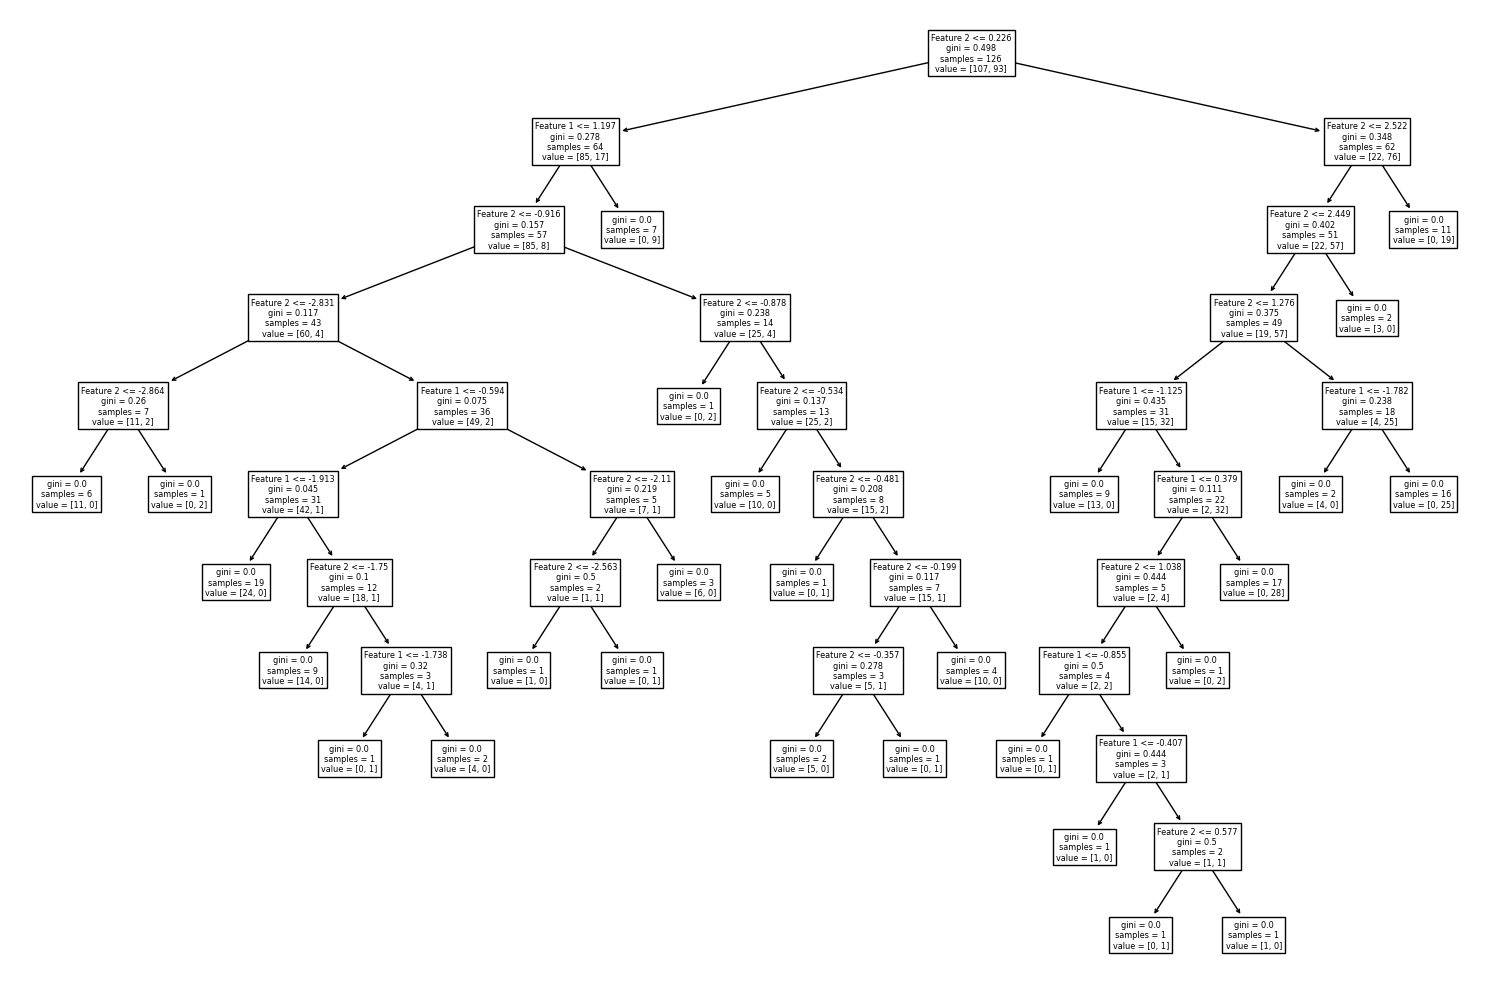 Feature 2 <= 0.226
gini = 0.498
samples = 126
value = [107, 93]
Feature 1 <= 1.197
gini = 0.278
samples = 64
value = [85, 17]
Feature 2 <= 2.522
gini = 0.348
samples = 62
value = [22, 76]
Feature 2 <= -0.916
gini = 0.157
samples = 57
value = [85, 8]
gini = 0.0
samples = 7
value = [0, 9]
Feature 2 <= 2.449
gini = 0.402
samples = 51
value = [22, 57]
gini = 0.0
samples = 11
value = [0, 19]
Feature 2 <= -2.831
gini = 0.117
samples = 43
value = [60, 4]
Feature 2 <= -0.878
gini = 0.238
samples = 14
value = [25, 4]
Feature 2 <= 1.276
gini = 0.375
samples = 49
value = [19, 57]
gini = 0.0
samples = 2
value = [3, 0]
Feature 2 <= -2.864
gini = 0.26
samples = 7
value = [11, 2]
Feature 1 <= -0.594
gini = 0.075
samples = 36
value = [49, 2]
gini = 0.0
samples = 1
value = [0, 2]
Feature 2 <= -0.534
gini = 0.137
samples = 13
value = [25, 2]
Feature 1 <= -1.125
gini = 0.435
samples = 31
value = [15, 32]
Feature 1 <= -1.782
gini = 0.238
samples = 18
value = [4, 25]
gini = 0.0
samples = 6
value = [11, 0]
gini = 0.0
samples = 1
value = [0, 2]
Feature 1 <= -1.913
gini = 0.045
samples = 31
value = [42, 1]
Feature 2 <= -2.11
gini = 0.219
samples = 5
value = [7, 1]
gini = 0.0
samples = 5
value = [10, 0]
Feature 2 <= -0.481
gini = 0.208
samples = 8
value = [15, 2]
gini = 0.0
samples = 9
value = [13, 0]
Feature 1 <= 0.379
gini = 0.111
samples = 22
value = [2, 32]
gini = 0.0
samples = 2
value = [4, 0]
gini = 0.0
samples = 16
value = [0, 25]
gini = 0.0
samples = 19
value = [24, 0]
Feature 2 <= -1.75
gini = 0.1
samples = 12
value = [18, 1]
Feature 2 <= -2.563
gini = 0.5
samples = 2
value = [1, 1]
gini = 0.0
samples = 3
value = [6, 0]
gini = 0.0
samples = 1
value = [0, 1]
Feature 2 <= -0.199
gini = 0.117
samples = 7
value = [15, 1]
Feature 2 <= 1.038
gini = 0.444
samples = 5
value = [2, 4]
gini = 0.0
samples = 17
value = [0, 28]
gini = 0.0
samples = 9
value = [14, 0]
Feature 1 <= -1.738
gini = 0.32
samples = 3
value = [4, 1]
gini = 0.0
samples = 1
value = [1, 0]
gini = 0.0
samples = 1
value = [0, 1]
Feature 2 <= -0.357
gini = 0.278
samples = 3
value = [5, 1]
gini = 0.0
samples = 4
value = [10, 0]
Feature 1 <= -0.855
gini = 0.5
samples = 4
value = [2, 2]
gini = 0.0
samples = 1
value = [0, 2]
gini = 0.0
samples = 1
value = [0, 1]
gini = 0.0
samples = 2
value = [4, 0]
gini = 0.0
samples = 2
value = [5, 0]
gini = 0.0
samples = 1
value = [0, 1]
gini = 0.0
samples = 1
value = [0, 1]
Feature 1 <= -0.407
gini = 0.444
samples = 3
value = [2, 1]
gini = 0.0
samples = 1
value = [1, 0]
Feature 2 <= 0.577
gini = 0.5
samples = 2
value = [1, 1]
gini = 0.0
samples = 1
value = [0, 1]
gini = 0.0
samples = 1
value = [1, 0]